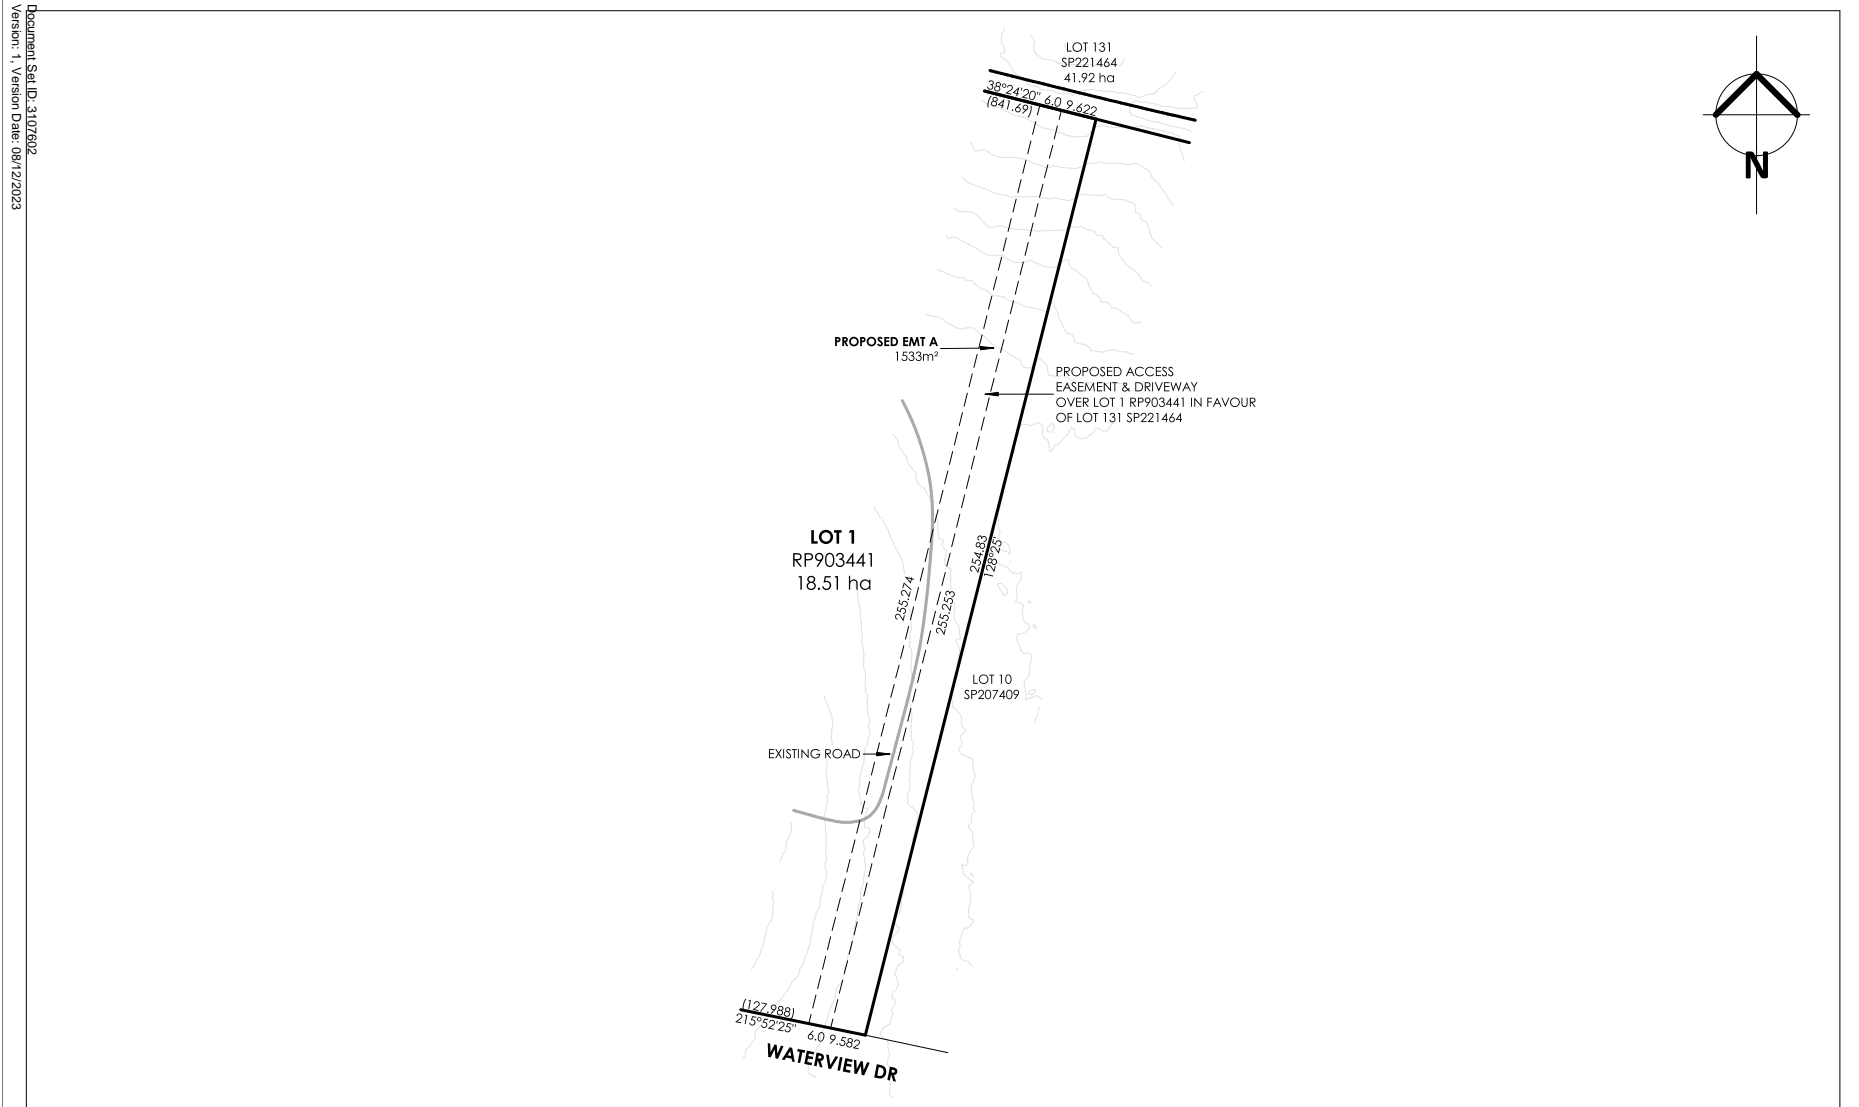 Document Set ID: 3107602
Version: 1, Version Date: 08/12/2023
LOT 131
SP221464
41.92 ha
38°24'20" 6.0 9.622
(841.69)
N
PROPOSED EMT A
1533m²
PROPOSED ACCESS
EASEMENT & DRIVEWAY
OVER LOT 1 RP903441 IN FAVOUR
OF LOT 131 SP221464
LOT 1
RP903441
18.51 ha
254.83
128°25'
255.274
255.253
LOT 10
SP207409
EXISTING ROAD
(127.988)
215°52'25" 6.0 9.582
WATERVIEW DR